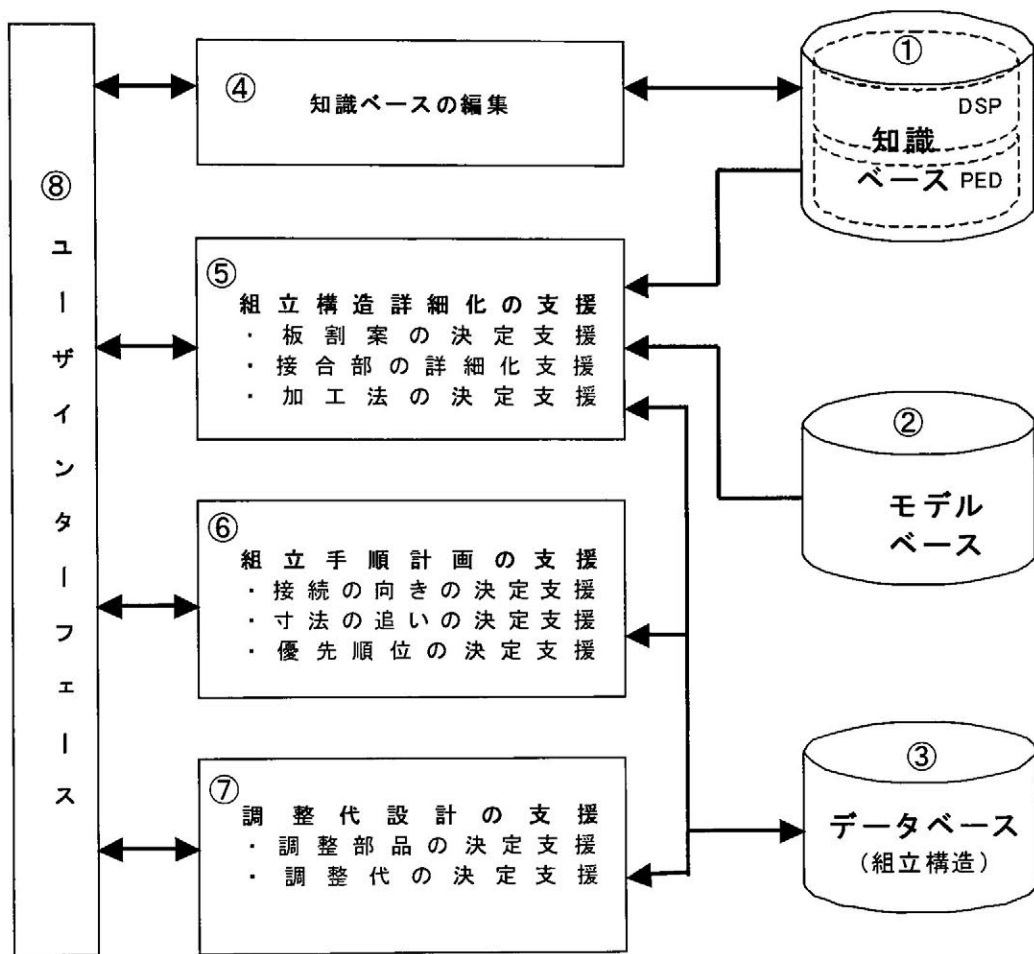 ⑧
ユーザインターフェース
④
知識ベースの編集
⑤
組立構造詳細化の支援
・板割案の決定支援
・接合部の詳細化支援
・加工法の決定支援
⑥
組立手順計画の支援
・接続の向きの決定支援
・寸法の追いの決定支援
・優先順位の決定支援
⑦
調整代設計の支援
・調整部品の決定支援
・調整代の決定支援
①
DSP
知識
ベース PED
②
モデル
ベース
③
データベース
(組立構造)